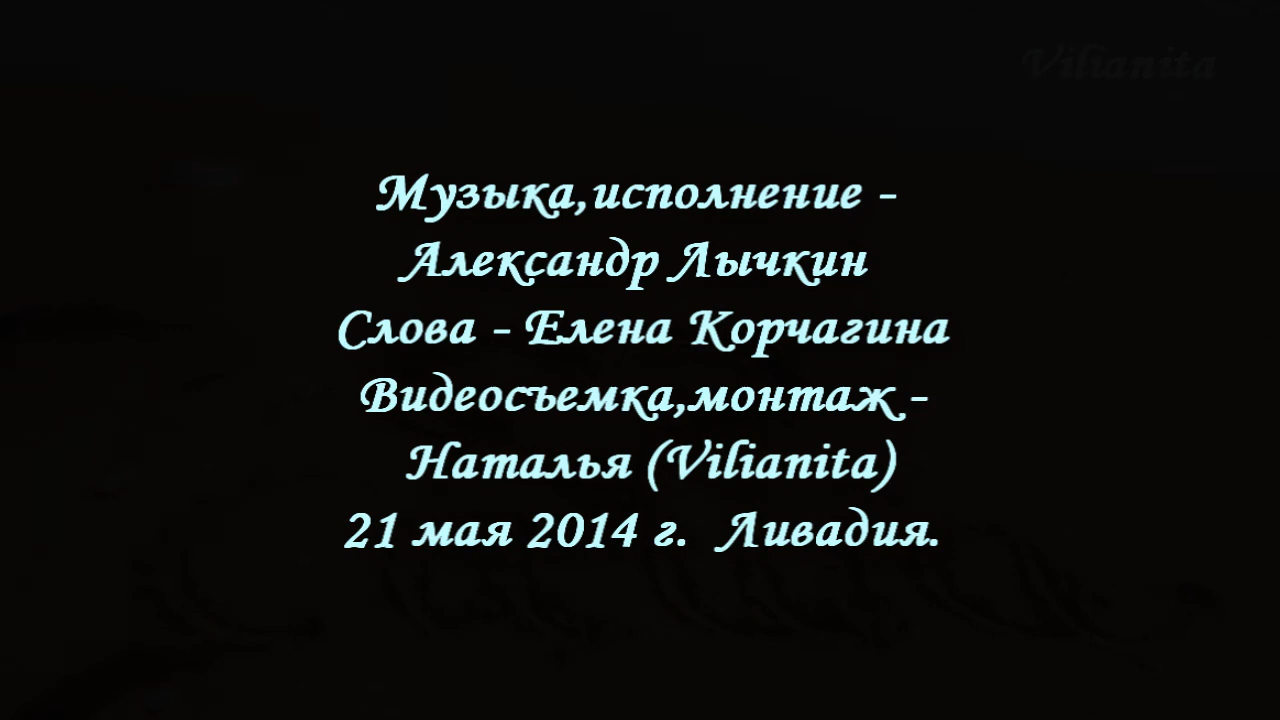 Vilianita
Музыка,исполнение -
Александр Лычкин
Слова - Елена Корчагина
Видеосъемка,монтаж -
Наталья (Vilianita)
21 мая 2014 г. Ливадия.